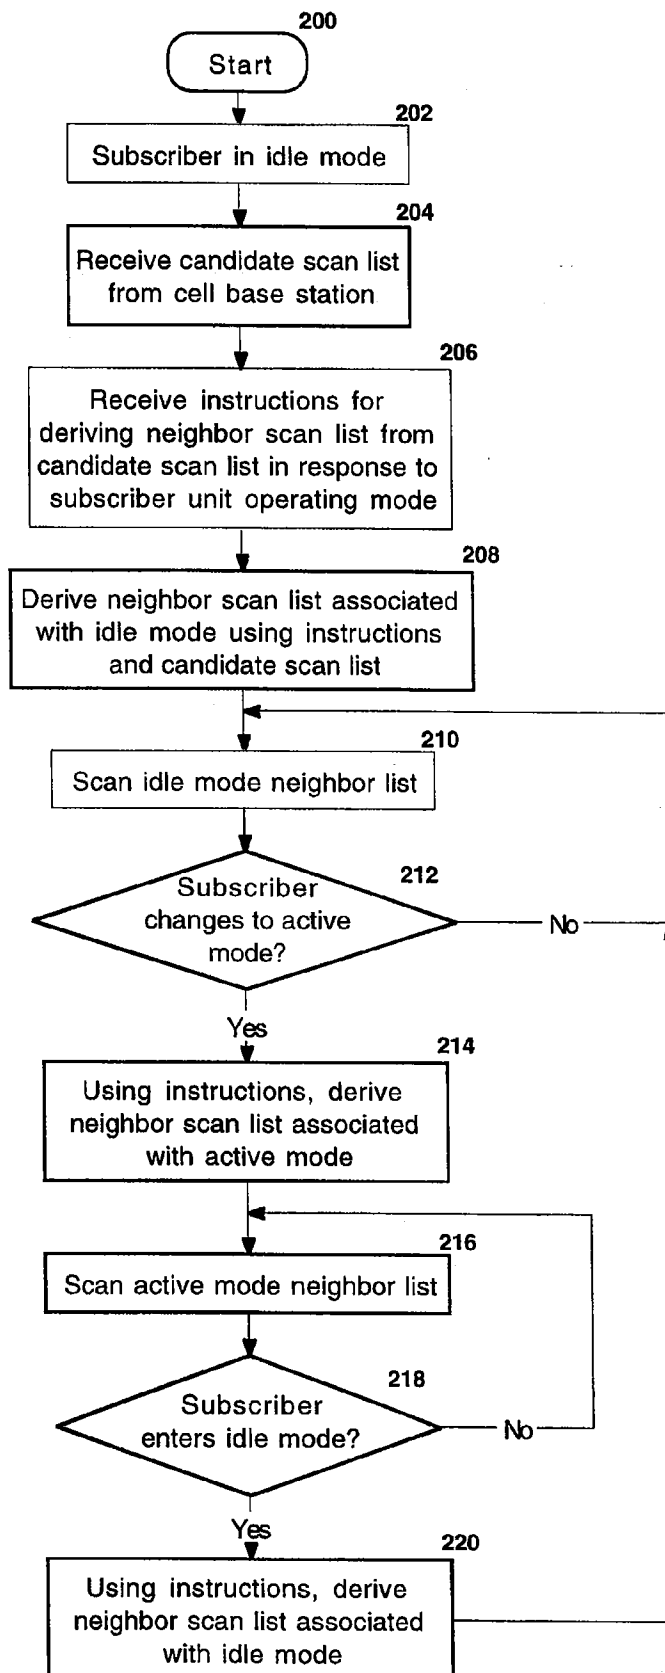 200
Start
202
Subscriber in idle mode
204
Receive candidate scan list
from cell base station
206
Receive instructions for
deriving neighbor scan list from
candidate scan list in response to
subscriber unit operating mode
208
Derive neighbor scan list associated
with idle mode using instructions
and candidate scan list
210
Scan idle mode neighbor list
212
Subscriber
changes to active
mode?
No
Yes
214
Using instructions, derive
neighbor scan list associated
with active mode
216
Scan active mode neighbor list
218
Subscriber
enters idle mode?
No
Yes
220
Using instructions, derive
neighbor scan list associated
with idle mode